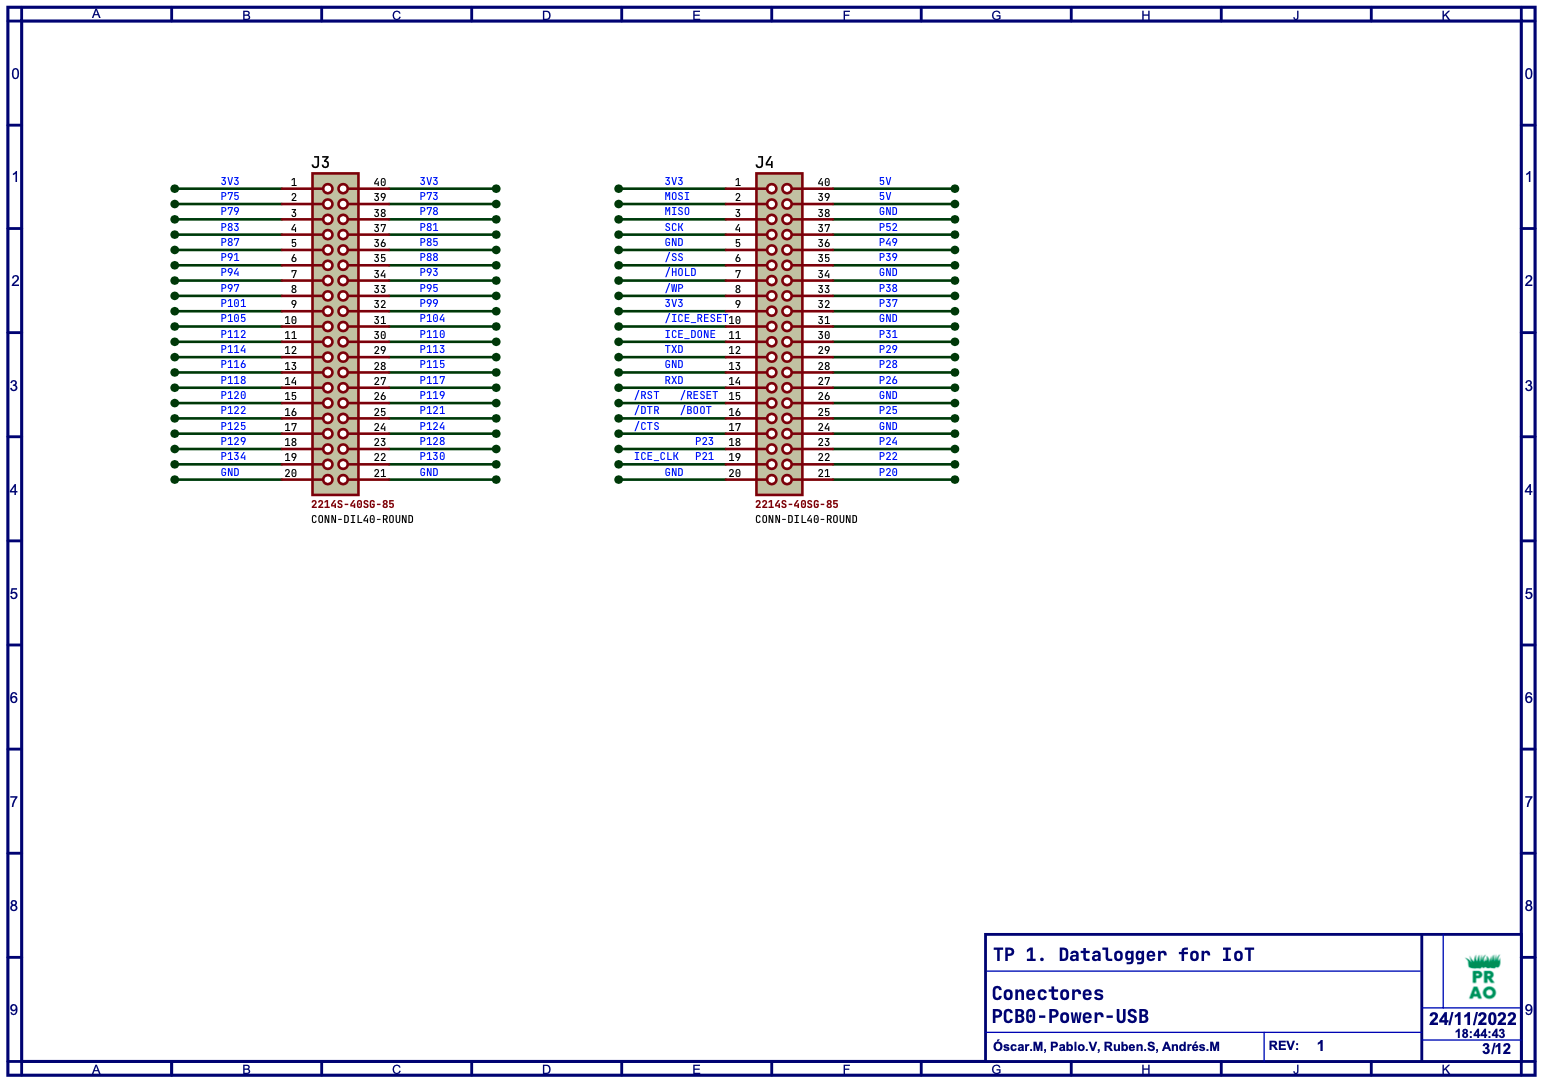 A B C D E F G H J K
0 0
J3 J4
3V3 1 40 3V3 3V3 1 40 5V
P75 2 39 P73 MOSI 2 39 5V
1 1
P79 3 38 P78 MISO 3 38 GND
P83 4 37 P81 SCK 4 37 P52
P87 5 36 P85 GND 5 36 P49
P91 6 35 P88 /SS 6 35 P39
P94 7 34 P93 /HOLD 7 34 GND
2 2
P97 8 33 P95 /WP 8 33 P38
P101 9 32 P99 3V3 9 32 P37
P105 10 31 P104 /ICE_RESET 10 31 GND
P112 11 30 P110 ICE_DONE 11 30 P31
P114 12 29 P113 TXD 12 29 P29
P116 13 28 P115 GND 13 28 P28
P118 14 27 P117 RXD 14 27 P26
3 3
P120 15 26 P119 /RST /RESET 15 26 GND
P122 16 25 P121 /DTR /BOOT 16 25 P25
P125 17 24 P124 /CTS 17 24 GND
P129 18 23 P128 P23 18 23 P24
P134 19 22 P130 ICE_CLK P21 19 22 P22
GND 20 21 GND GND 20 21 P20
4 4
2214S-40SG-85 2214S-40SG-85
CONN-DIL40-ROUND CONN-DIL40-ROUND
5 5
6 6
7 7
8 8
TP 1. Datalogger for IoT
PR
AO
Conectores
PCB0-Power-USB
9 9
24/11/2022
18:44:43
Óscar.M, Pablo.V, Ruben.S, Andrés.M REV: 1 3/12
A B C D E F G H J K